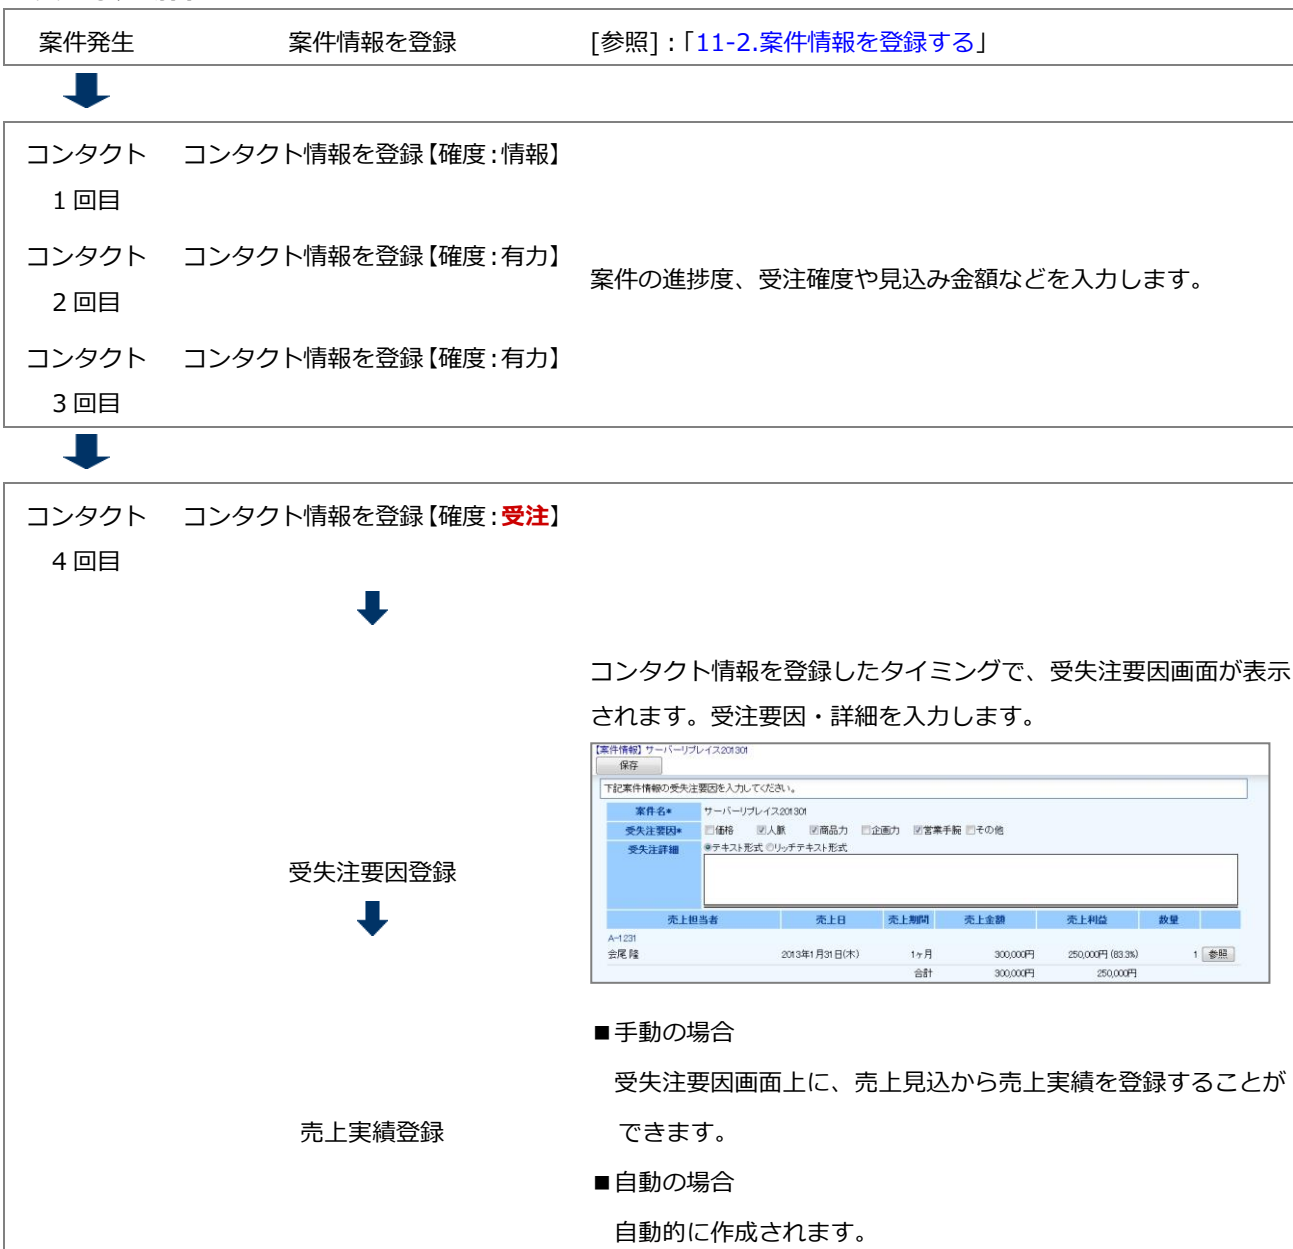 案件発生 案件情報を登録 [参照]：「11-2.案件情報を登録する」
コンタクト コンタクト情報を登録【確度：情報】
1 回目
コンタクト コンタクト情報を登録【確度：有力】
2 回目
案件の進捗度、受注確度や見込み金額などを入力します。
コンタクト コンタクト情報を登録【確度：有力】
3 回目
コンタクト コンタクト情報を登録【確度：受注】
4 回目
コンタクト情報を登録したタイミングで、受失注要因画面が表示
されます。受注要因・詳細を入力します。
受失注要因登録
【案件情報】サーバーリプレイス201301
保存
下記案件情報の受失注要因を入力してください。
案件名* サーバーリプレイス201301
受失注要因* 価格 人脈 商品力 企画力 営業手腕 その他
受失注詳細 テキスト形式 リッチテキスト形式
売上担当者 売上日 売上期間 売上金額 売上利益 数量
A-1231
会尾 隆 2013年1月31日(木) 1ヶ月 300,000円 250,000円 (83.3%) 1 参照
合計 300,000円 250,000円
売上実績登録
■手動の場合
受失注要因画面上に、売上見込から売上実績を登録することが
できます。
■自動の場合
自動的に作成されます。